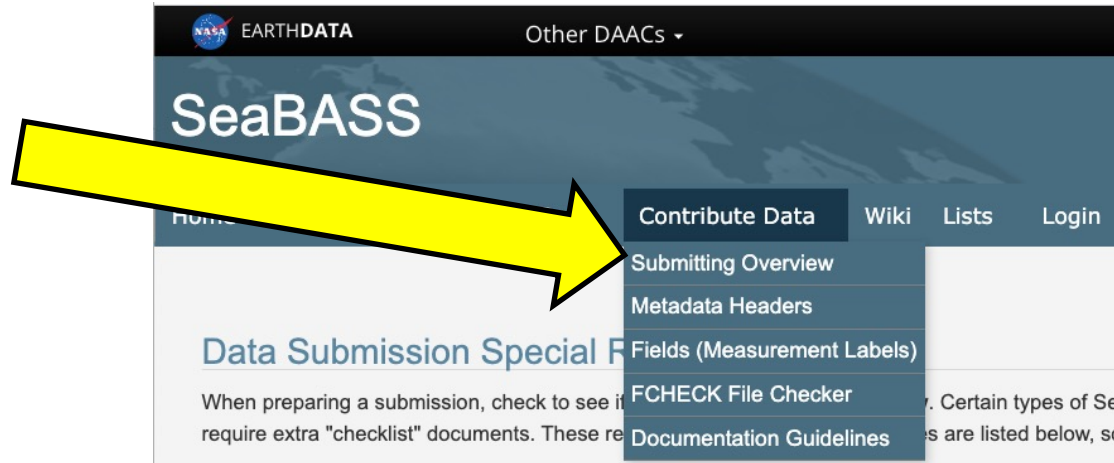 NASA EARTHDATA Other DAACs
SeaBASS
Home Contribute Data Wiki Lists Login
Submitting Overview
Metadata Headers
Fields (Measurement Labels)
FCHECK File Checker
Documentation Guidelines
Data Submission Special
When preparing a submission, check to see . Certain types of
require extra "checklist" documents. These are listed below,